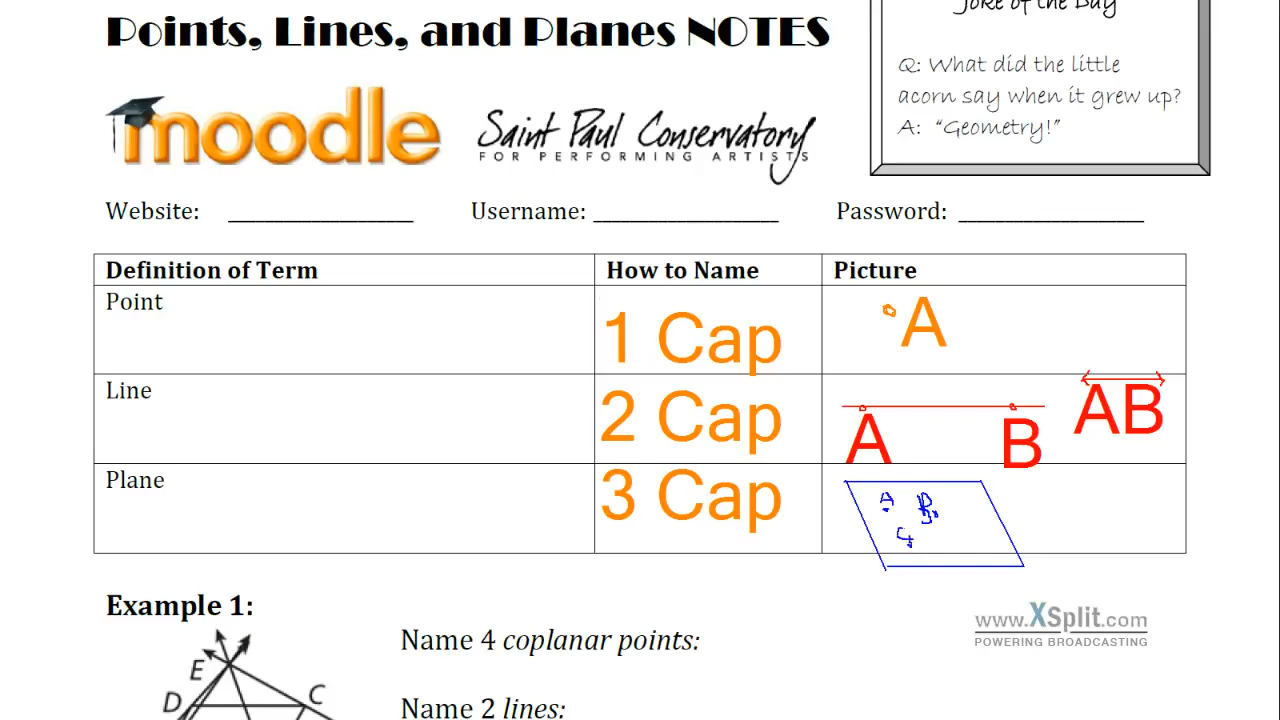 Points, Lines, and Planes NOTES
Joke of the Day
Q: What did the little
acorn say when it grew up?
A: "Geometry!"
moodle
Saint Paul Conservatory
FOR PERFORMING ARTISTS
Website: ________________ Username: ________________ Password: ________________
Definition of Term How to Name Picture
Point 1 Cap A
Line 2 Cap A B AB
Plane 3 Cap A B C
Example 1:
www.XSplit.com
POWERING BROADCASTING
Name 4 coplanar points:
E
D C
Name 2 lines: